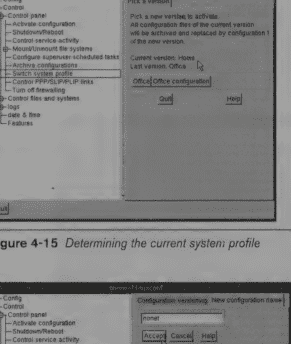 Config
Control
Control panel
Activate configuration
Shutdown/Reboot
Control service activity
Mount/Unmount file systems
Configure superuser scheduled tasks
Archive configurations
Switch system profile
Control PPP/SLIP/PLIP links
Turn off firewalling
Control files and systems
logs
date & time
Features
Pick a version
Pick a new version to activate.
All configuration files of the current version
will be archived and replaced by configuration f
of the new version.
Current version: Home
Last version: Office
Office Office configuration
Quit Help
gure 4-15 Determining the current system profile
Config
Control
Control panel
Activate configuration
Shutdown/Reboot
Control service activity
Configuration versioning New configuration name
Accept Cancel Help